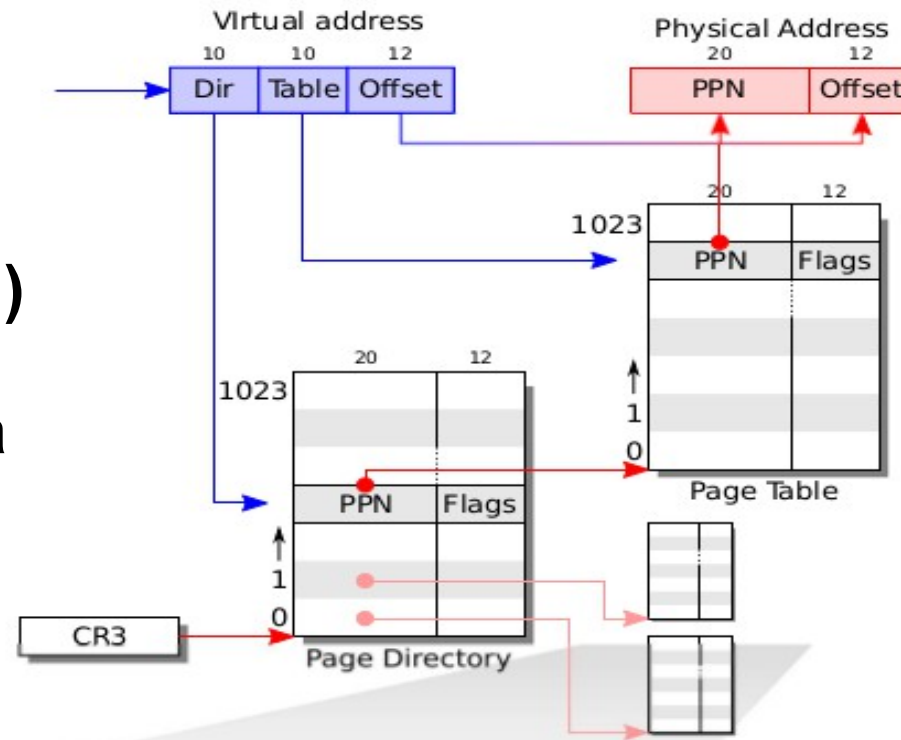 VIrtual address
10 10 12
Dir Table Offset
Physical Address
20 12
PPN Offset
)
a
20 12
1023
PPN Flags
1
0
Page Table
20 12
1023
PPN Flags
1
0
Page Directory
CR3